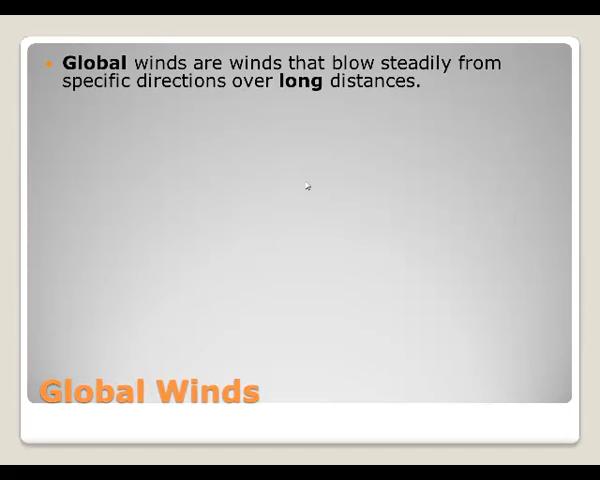 Global winds are winds that blow steadily from
specific directions over long distances.
Global Winds